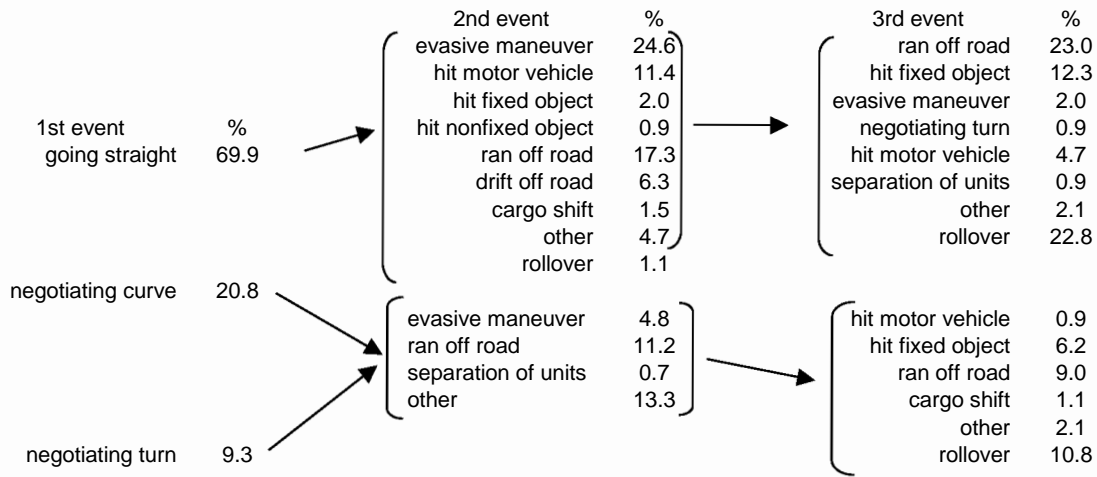 2nd event %
evasive maneuver 24.6
hit motor vehicle 11.4
hit fixed object 2.0
hit nonfixed object 0.9
ran off road 17.3
drift off road 6.3
cargo shift 1.5
other 4.7
rollover 1.1
3rd event %
ran off road 23.0
hit fixed object 12.3
evasive maneuver 2.0
negotiating turn 0.9
hit motor vehicle 4.7
separation of units 0.9
other 2.1
rollover 22.8
1st event %
going straight 69.9
negotiating curve 20.8
negotiating turn 9.3
evasive maneuver 4.8
ran off road 11.2
separation of units 0.7
other 13.3
hit motor vehicle 0.9
hit fixed object 6.2
ran off road 9.0
cargo shift 1.1
other 2.1
rollover 10.8